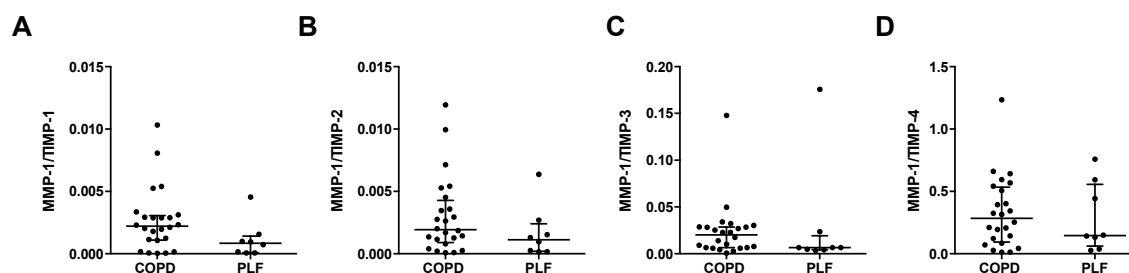 A
B
C
D
MMP-1/TIMP-1
0.015
0.010
0.005
0.000
COPD
PLF
MMP-1/TIMP-2
0.015
0.010
0.005
0.000
COPD
PLF
MMP-1/TIMP-3
0.20
0.15
0.10
0.05
0.00
COPD
PLF
MMP-1/TIMP-4
1.5
1.0
0.5
0.0
COPD
PLF